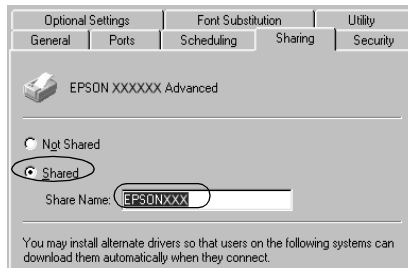 Optional Settings Font Substitution Utility
General Ports Scheduling Sharing Security
EPSON XXXXXX Advanced
Not Shared
Shared
Share Name: EPSONXXX
You may install alternate drivers so that users on the following systems can
download them automatically when they connect.